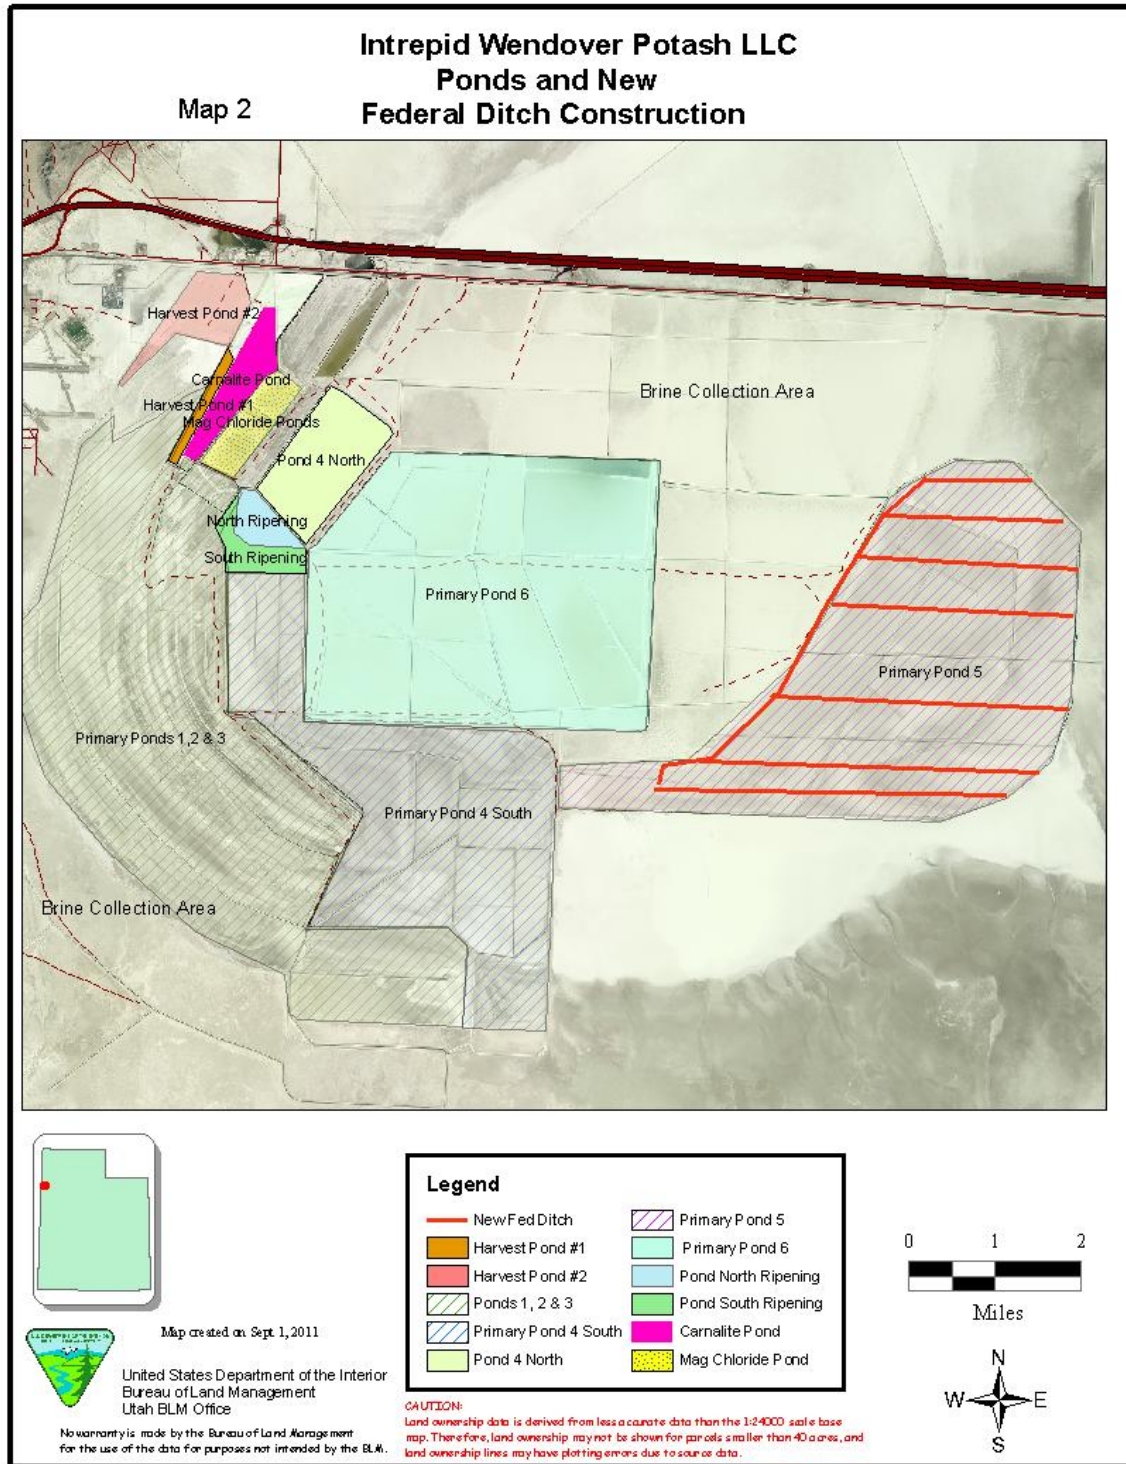 Intrepid Wendover Potash LLC
Ponds and New
Map 2
Federal Ditch Construction
Harvest Pond #2
Carnalite Pond
Brine Collection Area
Harvest Pond #1
Mag Chloride Ponds
Pond 4 North
North Ripening
South Ripening
Primary Pond 6
Primary Pond 5
Primary Ponds 1,2 & 3
Primary Pond 4 South
Brine Collection Area
Legend
New Fed Ditch
Harvest Pond #1
Harvest Pond #2
Ponds 1, 2 & 3
Primary Pond 4 South
Pond 4 North
Primary Pond 5
Primary Pond 6
Pond North Ripening
Pond South Ripening
Carnalite Pond
Mag Chloride Pond
0 1 2
Miles
N
W E
S
Map created on Sept 1, 2011
United States Department of the Interior
Bureau of Land Management
Utah BLM Office
No warranty is made by the Bureau of Land Management
for the use of the data for purposes not intended by the BLM.
CAUTION:
Land ownership data is derived from less accurate data than the 1:24000 scale base
map. Therefore, land ownership may not be shown for parcels smaller than 40 acres, and
land ownership lines may have plotting errors due to source data.